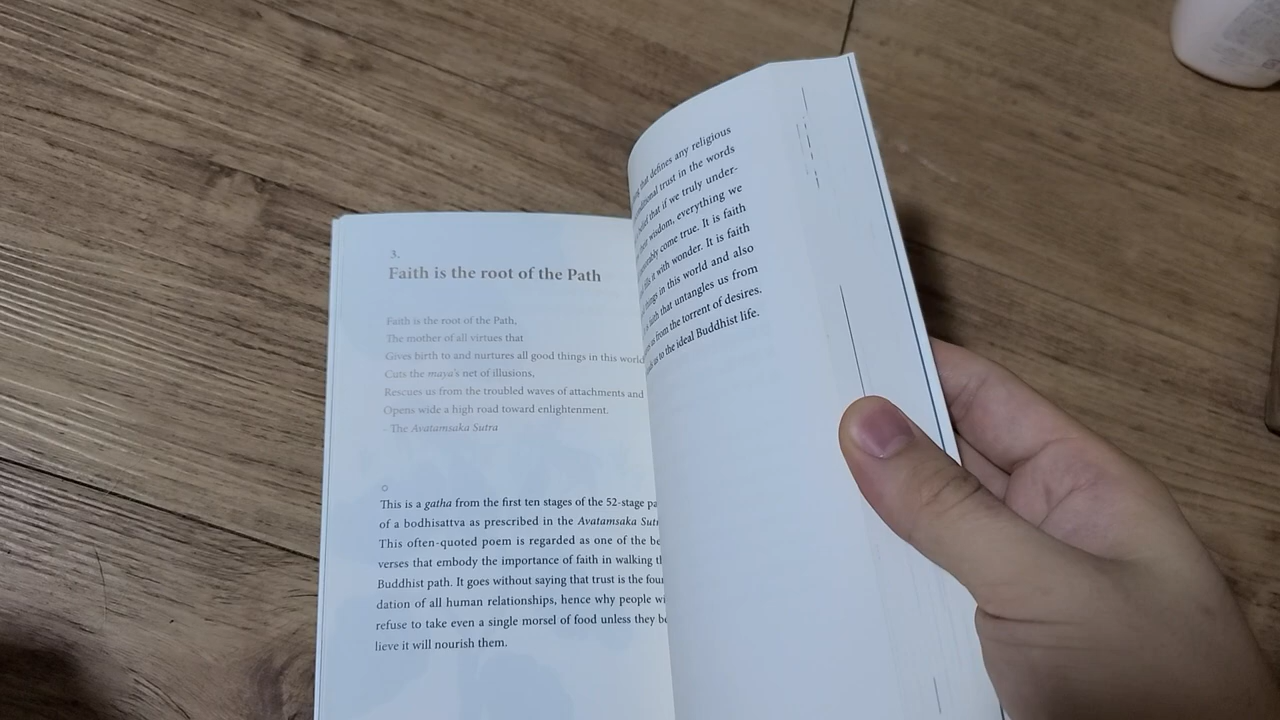 3.
Faith is the root of the Path
Faith is the root of the Path,
The mother of all virtues that
Gives birth to and nurtures all good things in this world
Cuts the maya's net of illusions,
Rescues us from the troubled waves of attachments and
Opens wide a high road toward enlightenment.
- The Avatamsaka Sutra
This is a gatha from the first ten stages of the 52-stage
of a bodhisattva as prescribed in the Avatamsaka
This often-quoted poem is regarded as one of the
verses that embody the importance of faith in walking
Buddhist path. It goes without saying that trust is the
dation of all human relationships, hence why people
refuse to take even a single morsel of food unless they
lieve it will nourish them.
that defines any religious
trust in the words
that if we truly under-
wisdom, everything we
come true. It is faith
it with wonder. It is faith
things in this world and also
faith that untangles us from
us from the torrent of desires.
us to the ideal Buddhist life.